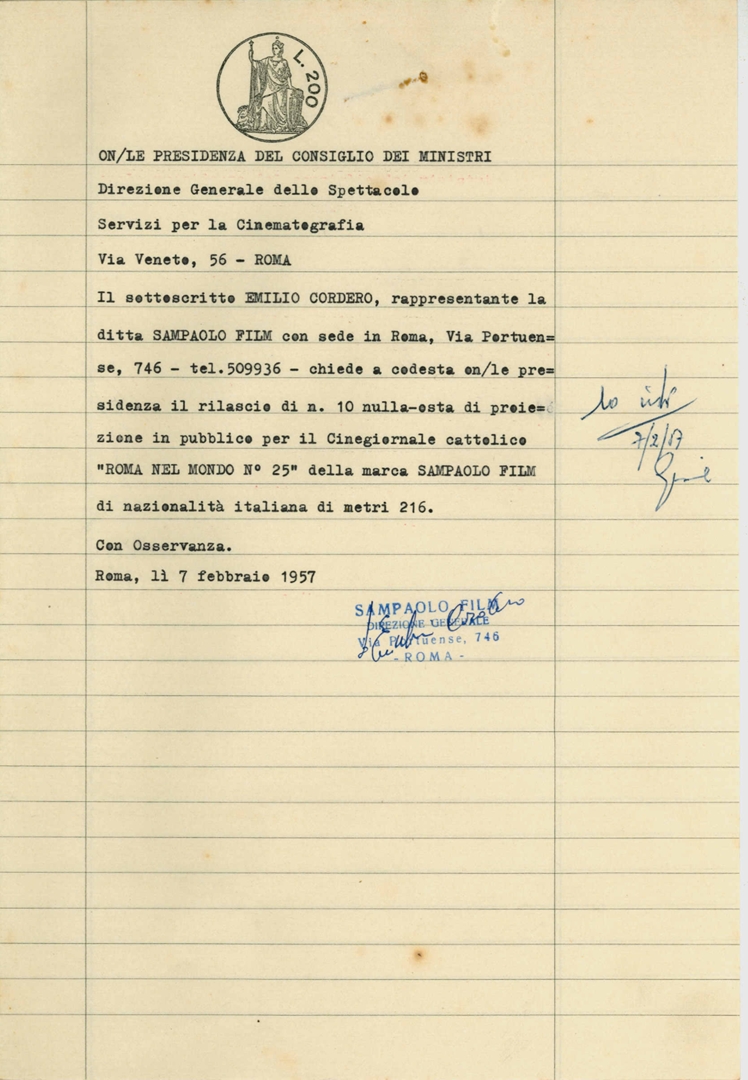 L. 200
ON/LE PRESIDENZA DEL CONSIGLIO DEI MINISTRI
Direzione Generale dello Spettacolo
Servizi per la Cinematografia
Via Veneto, 56 - ROMA
Il sottoscritto EMILIO CORDERO, rappresentante la
ditta SAMPAOLO FILM con sede in Roma, Via Portuen=
se, 746 - tel.509936 - chiede a codesta on/le pre=
sidenza il rilascio di n. 10 nulla-osta di proie=
zione in pubblico per il Cinegiornale cattolico
"ROMA NEL MONDO N° 25" della marca SAMPAOLO FILM
di nazionalità italiana di metri 216.
Con Osservanza.
Roma, lì 7 febbraio 1957
SAMPAOLO FILM
DIREZIONE GENERALE
Via Portuense, 746
- ROMA -
7/2/57